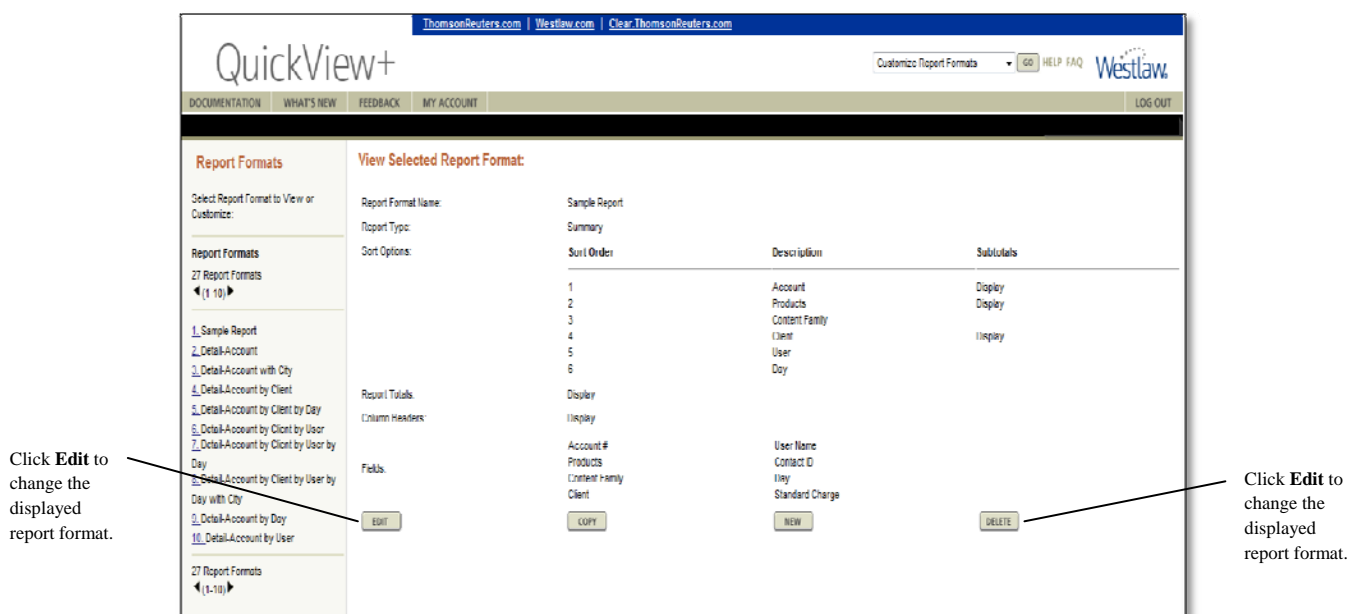 ThomsonReuters.com | Westlaw.com | Clear.ThomsonReuters.com
QuickView+
Customize Report Formats GO HELP FAQ Westlaw.
DOCUMENTATION WHAT'S NEW FEEDBACK MY ACCOUNT LOG OUT
Report Formats
Select Report Format to View or
Customize:
Report Formats
27 Report Formats
(1-10)
1. Sample Report
2. Detail-Account
3. Detail-Account with City
4. Detail-Account by Client
5. Detail-Account by Client by Day
6. Detail-Account by Client by User
7. Detail-Account by Client by User by
Day
8. Detail-Account by Client by User by
Day with City
9. Detail-Account by Day
10. Detail-Account by User
27 Report Formats
(1-10)
View Selected Report Format:
Report Format Name: Sample Report
Report Type: Summary
Sort Options: Sort Order Description Subtotals
1 Account Display
2 Products Display
3 Content Family
4 Client Display
5 User
6 Day
Report Totals: Display
Column Headers: Display
Fields:
Account # User Name
Products Contact ID
Content Family Day
Client Standard Charge
EDIT COPY NEW DELETE
Click Edit to
change the
displayed
report format.
Click Edit to
change the
displayed
report format.